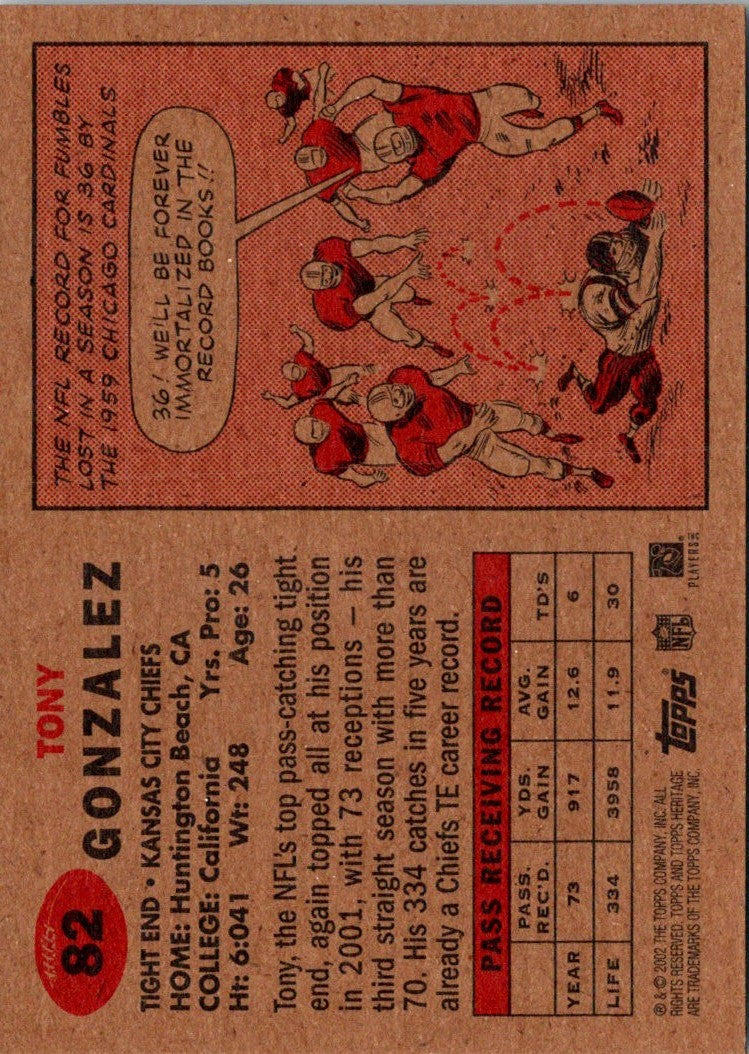 82
TONY
GONZALEZ
TIGHT END • KANSAS CITY CHIEFS
HOME: Huntington Beach, CA
COLLEGE: California Yrs. Pro: 5
Ht: 6:04 1 Wt: 248 Age: 26
Tony, the NFL's top pass-catching tight
end, again topped all at his position
in 2001, with 73 receptions – his
third straight season with more than
70. His 334 catches in five years are
already a Chiefs TE career record.
PASS RECEIVING RECORD
PASS. REC'D. YDS. GAIN AVG. GAIN TD'S
YEAR 73 917 12.6 6
LIFE 334 3958 11.9 30
® & © 2002 THE TOPPS COMPANY, INC. ALL
RIGHTS RESERVED. TOPPS AND TOPPS HERITAGE
ARE TRADEMARKS OF THE TOPPS COMPANY, INC.
topps
NFL
PLAYERS INC
THE NFL RECORD FOR FUMBLES
LOST IN A SEASON IS 36 BY
THE 1959 CHICAGO CARDINALS
36! WE'LL BE FOREVER
IMMORTALIZED IN THE
RECORD BOOKS!!